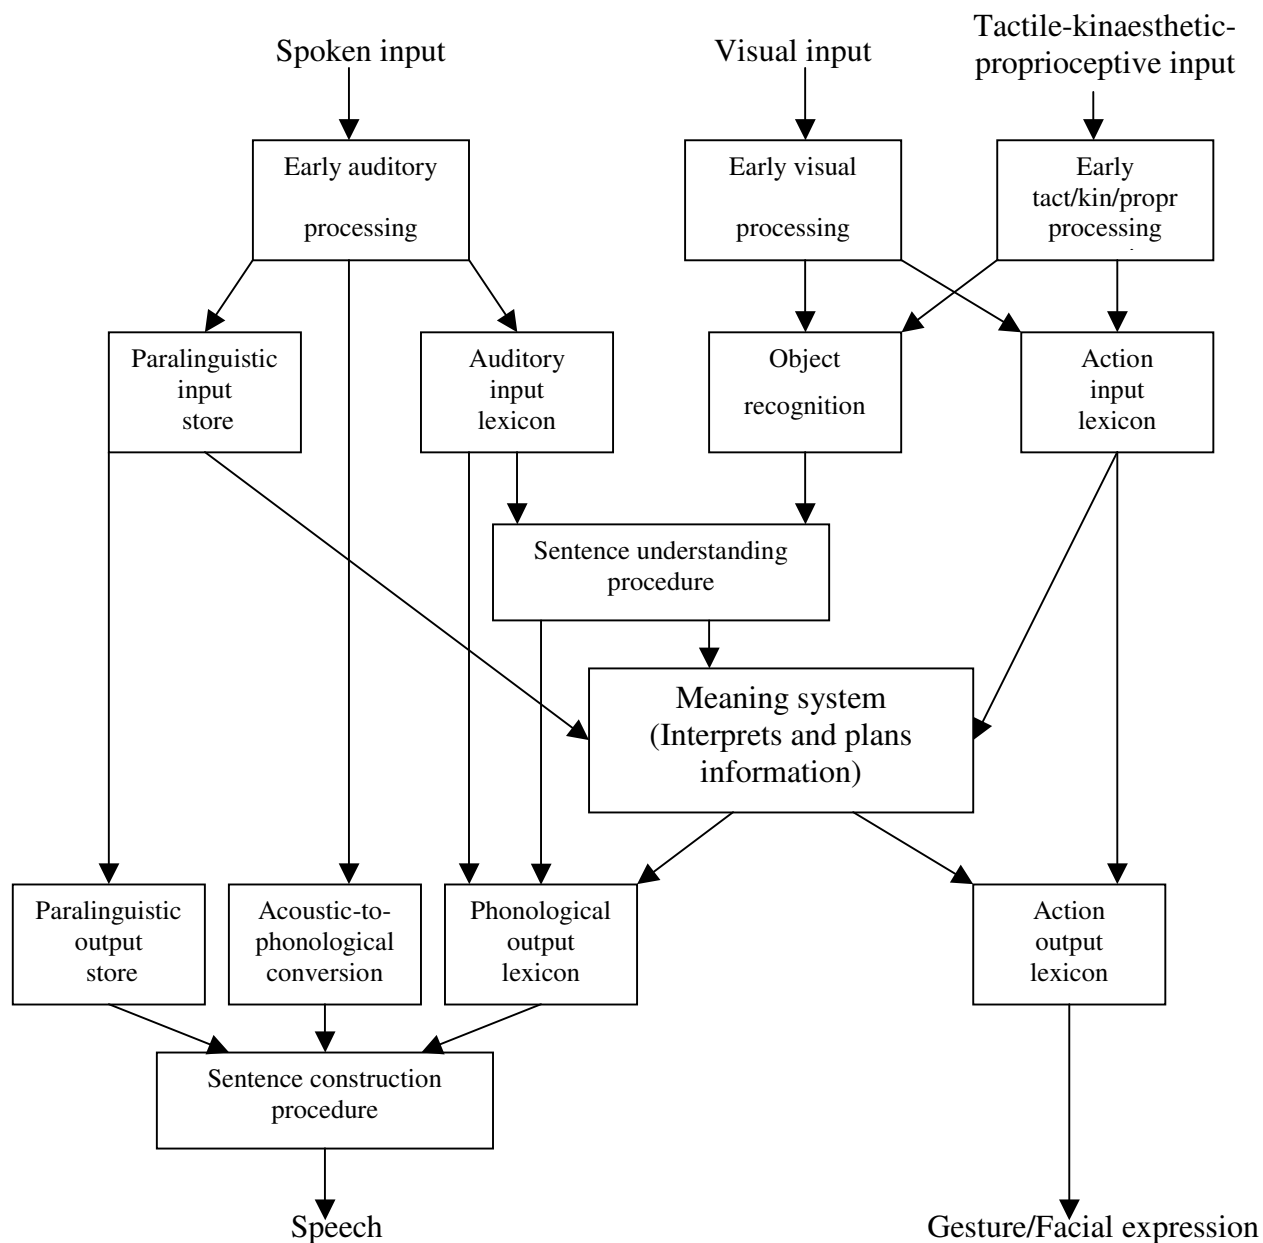 Spoken input
Visual input
Tactile-kinaesthetic-
proprioceptive input
Early auditory
processing
Early visual
processing
Early
tact/kin/propr
processing
Paralinguistic
input
store
Auditory
input
lexicon
Object
recognition
Action
input
lexicon
Sentence understanding
procedure
Meaning system
(Interprets and plans
information)
Paralinguistic
output
store
Acoustic-to-
phonological
conversion
Phonological
output
lexicon
Action
output
lexicon
Sentence construction
procedure
Speech
Gesture/Facial expression